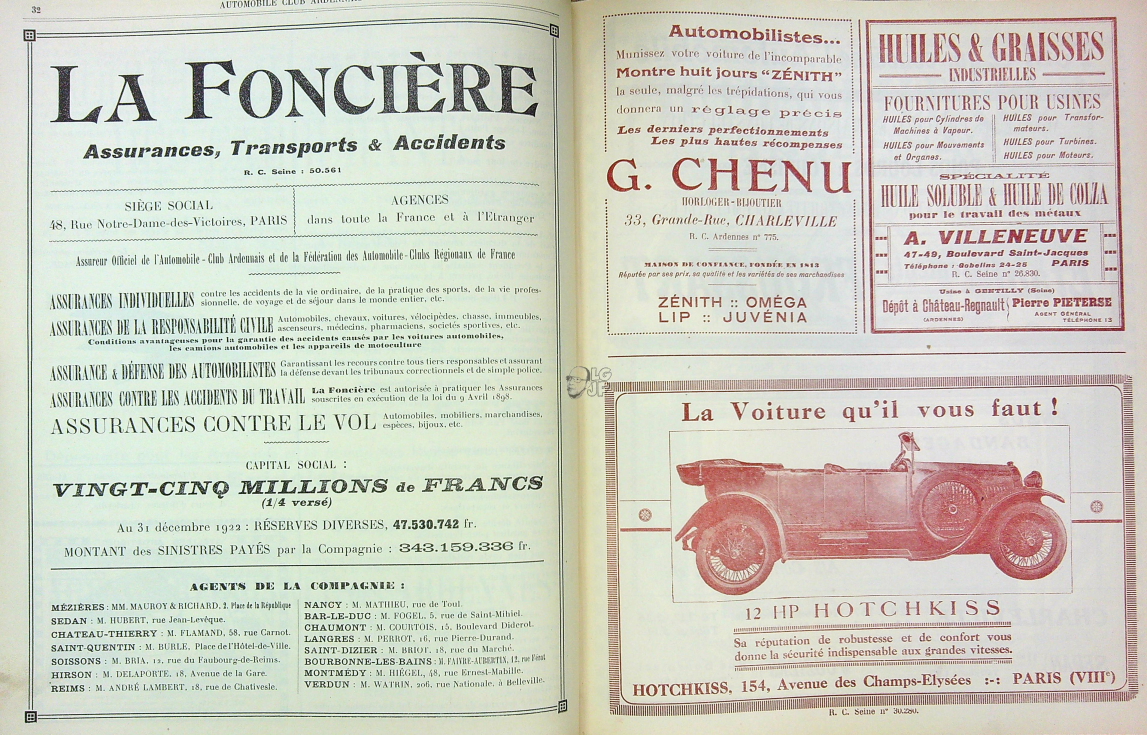 32
AUTOMOBILE CLUB ARDENNAIS
LA FONCIÈRE
Assurances, Transports & Accidents
R. C. Seine : 50.561
SIÈGE SOCIAL
48, Rue Notre-Dame-des-Victoires, PARIS
AGENCES
dans toute la France et à l'Etranger
Assureur Officiel de l'Automobile-Club Ardennais et de la Fédération des Automobile-Clubs Régionaux de France
ASSURANCES INDIVIDUELLES contre les accidents de la vie ordinaire, de la pratique des sports, de la vie profes-
sionnelle, de voyage et de séjour dans le monde entier, etc.
ASSURANCES DE LA RESPONSABILITÉ CIVILE Automobiles, chevaux, voitures, vélocipèdes, chasse, immeubles,
ascenseurs, médecins, pharmaciens, sociétés sportives, etc.
Conditions avantageuses pour la garantie des accidents causés par les voitures automobiles,
les camions automobiles et les appareils de motoculture
ASSURANCE & DÉFENSE DES AUTOMOBILISTES Garantissant les recours contre tous tiers responsables et assurant
la défense devant les tribunaux correctionnels et de simple police.
ASSURANCES CONTRE LES ACCIDENTS DU TRAVAIL La Foncière est autorisée à pratiquer les Assurances
souscrites en exécution de la loi du 9 Avril 1898.
ASSURANCES CONTRE LE VOL Automobiles, mobiliers, marchandises,
espèces, bijoux, etc.
CAPITAL SOCIAL :
VINGT-CINQ MILLIONS de FRANCS
(1/4 versé)
Au 31 décembre 1922 : RÉSERVES DIVERSES, 47.530.742 fr.
MONTANT des SINISTRES PAYÉS par la Compagnie : 343.159.336 fr.
AGENTS DE LA COMPAGNIE :
MÉZIÈRES : MM. MAUROY & RICHARD, 2, Place de la République
SEDAN : M. HUBERT, rue Jean-Levêque.
CHATEAU-THIERRY : M. FLAMAND, 58, rue Carnot.
SAINT-QUENTIN : M. BURLE, Place de l'Hôtel-de-Ville.
SOISSONS : M. BRIA, 12, rue du Faubourg-de-Reims.
HIRSON : M. DELAPORTE, 18, Avenue de la Gare.
REIMS : M. ANDRÉ LAMBERT, 18, rue de Chativesle.
NANCY : M. MATHIEU, rue de Toul.
BAR-LE-DUC : M. FOGEL, 5, rue de Saint-Mihiel.
CHAUMONT : M. COURTOIS, 15, Boulevard Diderot.
LANGRES : M. PERROT, 16, rue Pierre-Durand.
SAINT-DIZIER : M. BRIOT, 18, rue du Marché.
BOURBONNE-LES-BAINS : M. FAIVRE-AUBERTIN, 12, rue Férat
MONTMÉDY : M. HIÉGEL, 48, rue Ernest-Mabille.
VERDUN : M. WATRIN, 206, rue Nationale, à Belleville.
Automobilistes...
Munissez votre voiture de l'incomparable
Montre huit jours "ZÉNITH"
la seule, malgré les trépidations, qui vous
donnera un réglage précis
Les derniers perfectionnements
Les plus hautes récompenses
G. CHENU
HORLOGER-BIJOUTIER
33, Grande-Rue, CHARLEVILLE
R. C. Ardennes n° 775.
MAISON DE CONFIANCE, FONDÉE EN 1813
Réputée par ses prix, sa qualité et les variétés de ses marchandises
ZÉNITH :: OMÉGA
LIP :: JUVÉNIA
HUILES & GRAISSES
INDUSTRIELLES
FOURNITURES POUR USINES
HUILES pour Cylindres de
Machines à Vapeur.
HUILES pour Mouvements
et Organes.
HUILES pour Transfor-
mateurs.
HUILES pour Turbines.
HUILES pour Moteurs.
SPÉCIALITÉ
HUILE SOLUBLE & HUILE DE COLZA
pour le travail des métaux
A. VILLENEUVE
47-49, Boulevard Saint-Jacques
Téléphone : Gobelins 24-25 PARIS
R. C. Seine n° 26.830.
Usine à GENTILLY (Seine)
Dépôt à Château-Regnault
(ARDENNES)
Pierre PIETERSE
AGENT GÉNÉRAL
TÉLÉPHONE 13
LG
JF
La Voiture qu'il vous faut !
12 HP HOTCHKISS
Sa réputation de robustesse et de confort vous
donne la sécurité indispensable aux grandes vitesses.
HOTCHKISS, 154, Avenue des Champs-Elysées :-: PARIS (VIIIe)
R. C. Seine n° 30.280.